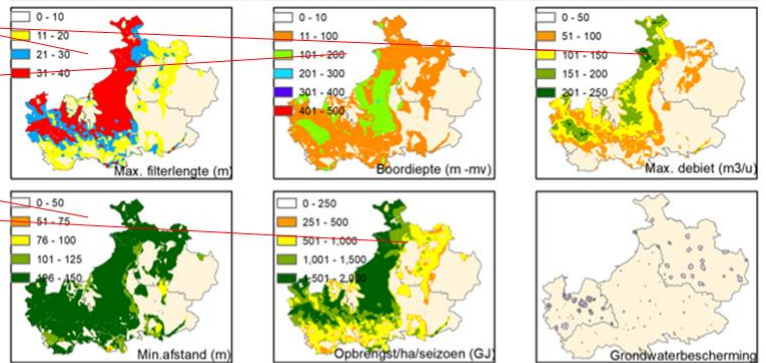 0 - 10
11 - 20
21 - 30
31 - 40
Max. filterlengte (m)
0 - 10
11 - 100
101 - 200
201 - 300
301 - 400
401 - 500
Boordiepte (m -mv)
0 - 50
51 - 100
101 - 150
151 - 200
201 - 250
Max. debiet (m3/u)
0 - 50
51 - 75
76 - 100
101 - 125
126 - 150
Min.afstand (m)
0 - 250
251 - 500
501 - 1,000
1,001 - 1,500
1,501 - 2,000
Opbrengst/ha/seizoen (GJ)
Grondwaterbescherming